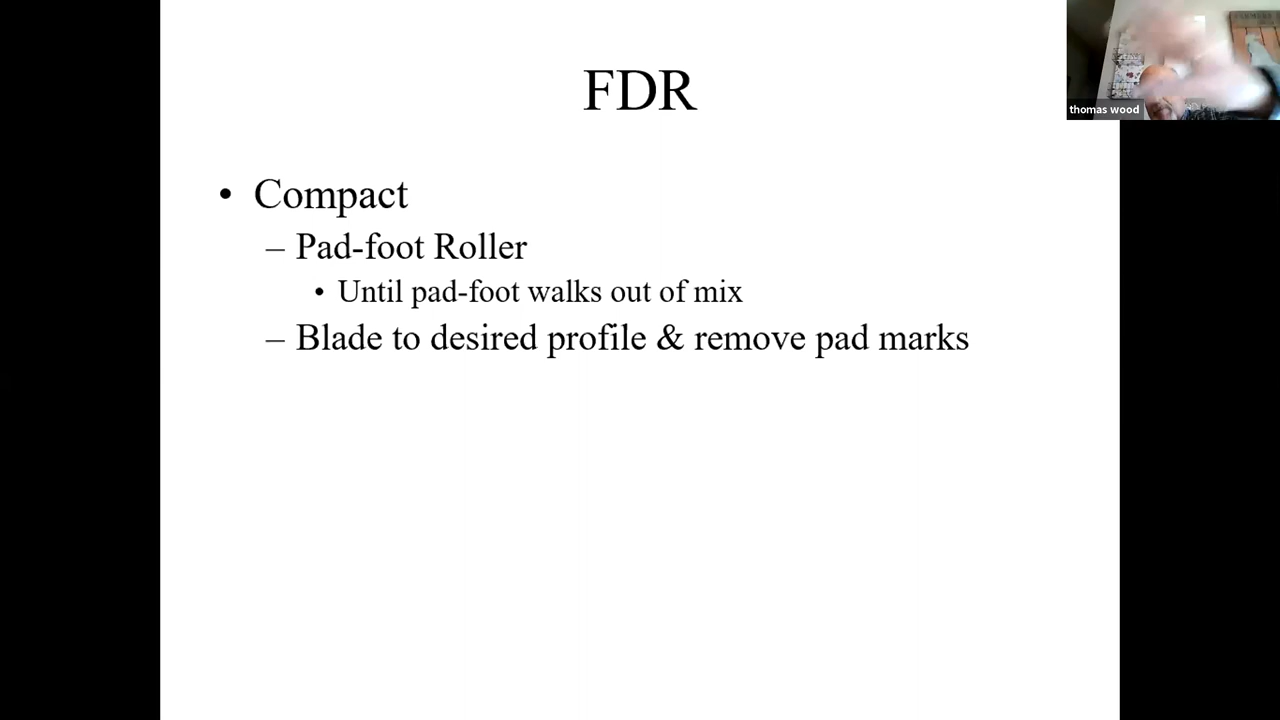 FDR
• Compact
– Pad-foot Roller
• Until pad-foot walks out of mix
– Blade to desired profile & remove pad marks
thomas wood